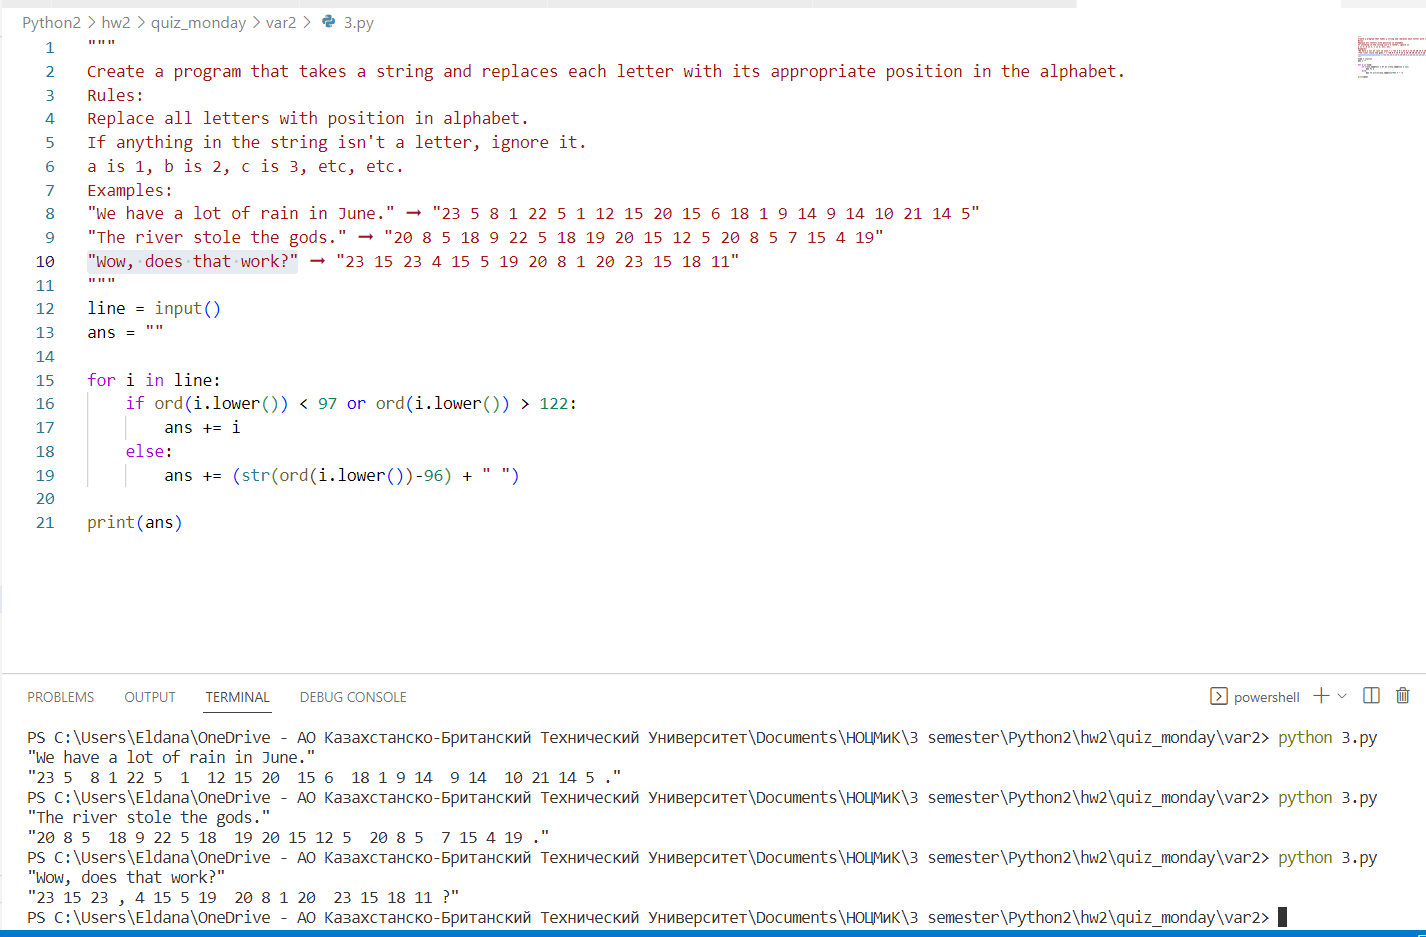 Python2 > hw2 > quiz_monday > var2 > 3.py
1 """
2 Create a program that takes a string and replaces each letter with its appropriate position in the alphabet.
3 Rules:
4 Replace all letters with position in alphabet.
5 If anything in the string isn't a letter, ignore it.
6 a is 1, b is 2, c is 3, etc, etc.
7 Examples:
8 "We have a lot of rain in June." ➞ "23 5 8 1 22 5 1 12 15 20 15 6 18 1 9 14 9 14 10 21 14 5"
9 "The river stole the gods." ➞ "20 8 5 18 9 22 5 18 19 20 15 12 5 20 8 5 7 15 4 19"
10 "Wow, does that work?" ➞ "23 15 23 4 15 5 19 20 8 1 20 23 15 18 11"
11 """
12 line = input()
13 ans = ""
14
15 for i in line:
16     if ord(i.lower()) < 97 or ord(i.lower()) > 122:
17         ans += i
18     else:
19         ans += (str(ord(i.lower())-96) + " ")
20
21 print(ans)
PROBLEMS OUTPUT TERMINAL DEBUG CONSOLE powershell
PS C:\Users\Eldana\OneDrive - АО Казахстанско-Британский Технический Университет\Documents\НОЦМиК\3 semester\Python2\hw2\quiz_monday\var2> python 3.py
"We have a lot of rain in June."
"23 5  8 1 22 5  1  12 15 20  15 6  18 1 9 14  9 14  10 21 14 5 ."
PS C:\Users\Eldana\OneDrive - АО Казахстанско-Британский Технический Университет\Documents\НОЦМиК\3 semester\Python2\hw2\quiz_monday\var2> python 3.py
"The river stole the gods."
"20 8 5  18 9 22 5 18  19 20 15 12 5  20 8 5  7 15 4 19 ."
PS C:\Users\Eldana\OneDrive - АО Казахстанско-Британский Технический Университет\Documents\НОЦМиК\3 semester\Python2\hw2\quiz_monday\var2> python 3.py
"Wow, does that work?"
"23 15 23 , 4 15 5 19  20 8 1 20  23 15 18 11 ?"
PS C:\Users\Eldana\OneDrive - АО Казахстанско-Британский Технический Университет\Documents\НОЦМиК\3 semester\Python2\hw2\quiz_monday\var2>